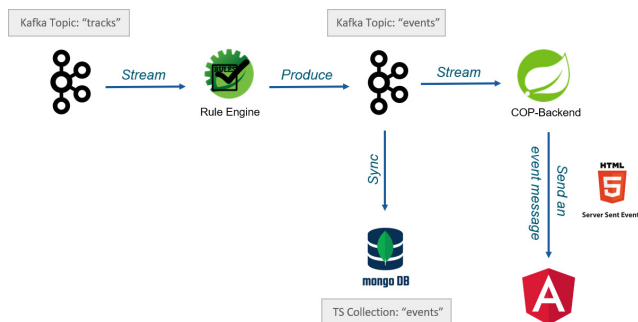 Kafka Topic: “tracks”
Kafka Topic: “events”
Stream
Produce
Stream
RULES
Rule Engine
COP-Backend
Sync
Send an
event message
HTML
5
Server Sent Event
mongo DB
A
TS Collection: “events”